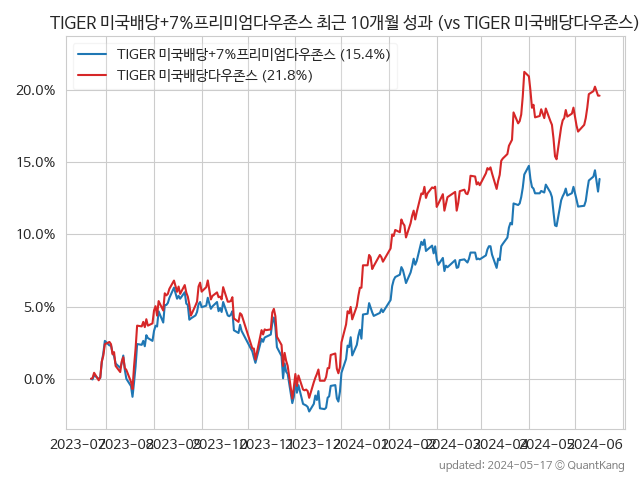 TIGER 미국배당+7%프리미엄다우존스 최근 10개월 성과 (vs TIGER 미국배당다우존스)
TIGER 미국배당+7%프리미엄다우존스 (15.4%)
TIGER 미국배당다우존스 (21.8%)
20.0%
15.0%
10.0%
5.0%
0.0%
2023-07 2023-08 2023-09 2023-10 2023-11 2023-12 2024-01 2024-02 2024-03 2024-04 2024-05 2024-06
updated: 2024-05-17 ⓒ QuantKang